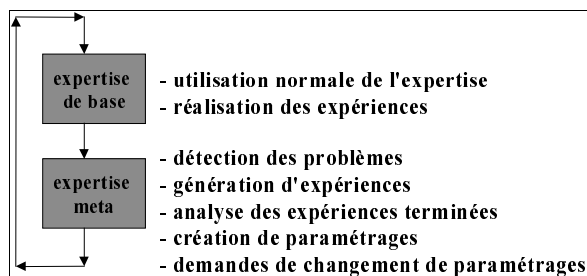 expertise
de base
- utilisation normale de l'expertise
- réalisation des expériences
expertise
meta
- détection des problèmes
- génération d'expériences
- analyse des expériences terminées
- création de paramétrages
- demandes de changement de paramétrages